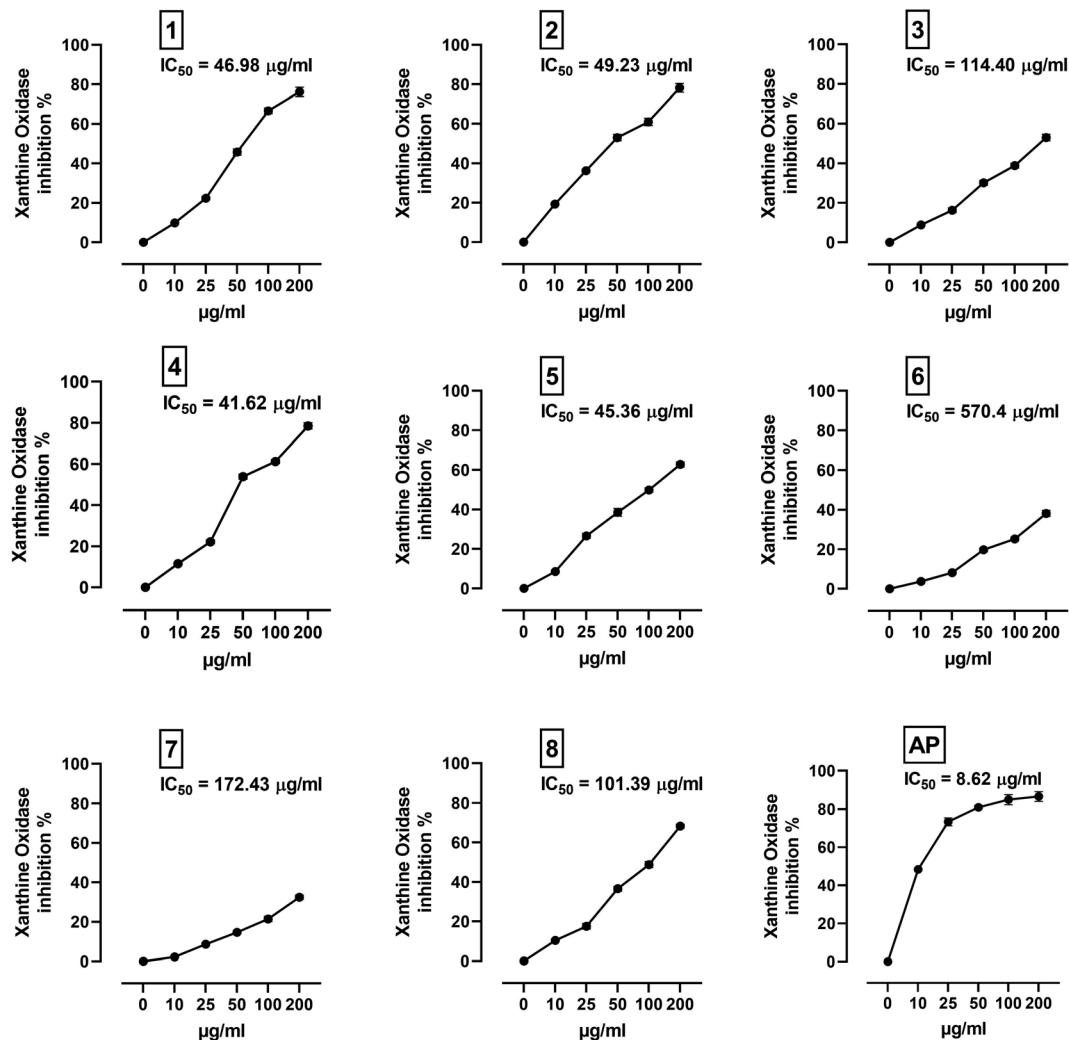 1
IC50 = 46.98 μg/ml
Xanthine Oxidase
inhibition %
100
80
60
40
20
0
0 10 25 50 100 200
μg/ml
2
IC50 = 49.23 μg/ml
Xanthine Oxidase
inhibition %
100
80
60
40
20
0
0 10 25 50 100 200
μg/ml
3
IC50 = 114.40 μg/ml
Xanthine Oxidase
inhibition %
100
80
60
40
20
0
0 10 25 50 100 200
μg/ml
4
IC50 = 41.62 μg/ml
Xanthine Oxidase
inhibition %
100
80
60
40
20
0
0 10 25 50 100 200
μg/ml
5
IC50 = 45.36 μg/ml
Xanthine Oxidase
inhibition %
100
80
60
40
20
0
0 10 25 50 100 200
μg/ml
6
IC50 = 570.4 μg/ml
Xanthine Oxidase
inhibition %
100
80
60
40
20
0
0 10 25 50 100 200
μg/ml
7
IC50 = 172.43 μg/ml
Xanthine Oxidase
inhibition %
100
80
60
40
20
0
0 10 25 50 100 200
μg/ml
8
IC50 = 101.39 μg/ml
Xanthine Oxidase
inhibition %
100
80
60
40
20
0
0 10 25 50 100 200
μg/ml
AP
IC50 = 8.62 μg/ml
Xanthine Oxidase
inhibition %
100
80
60
40
20
0
0 10 25 50 100 200
μg/ml